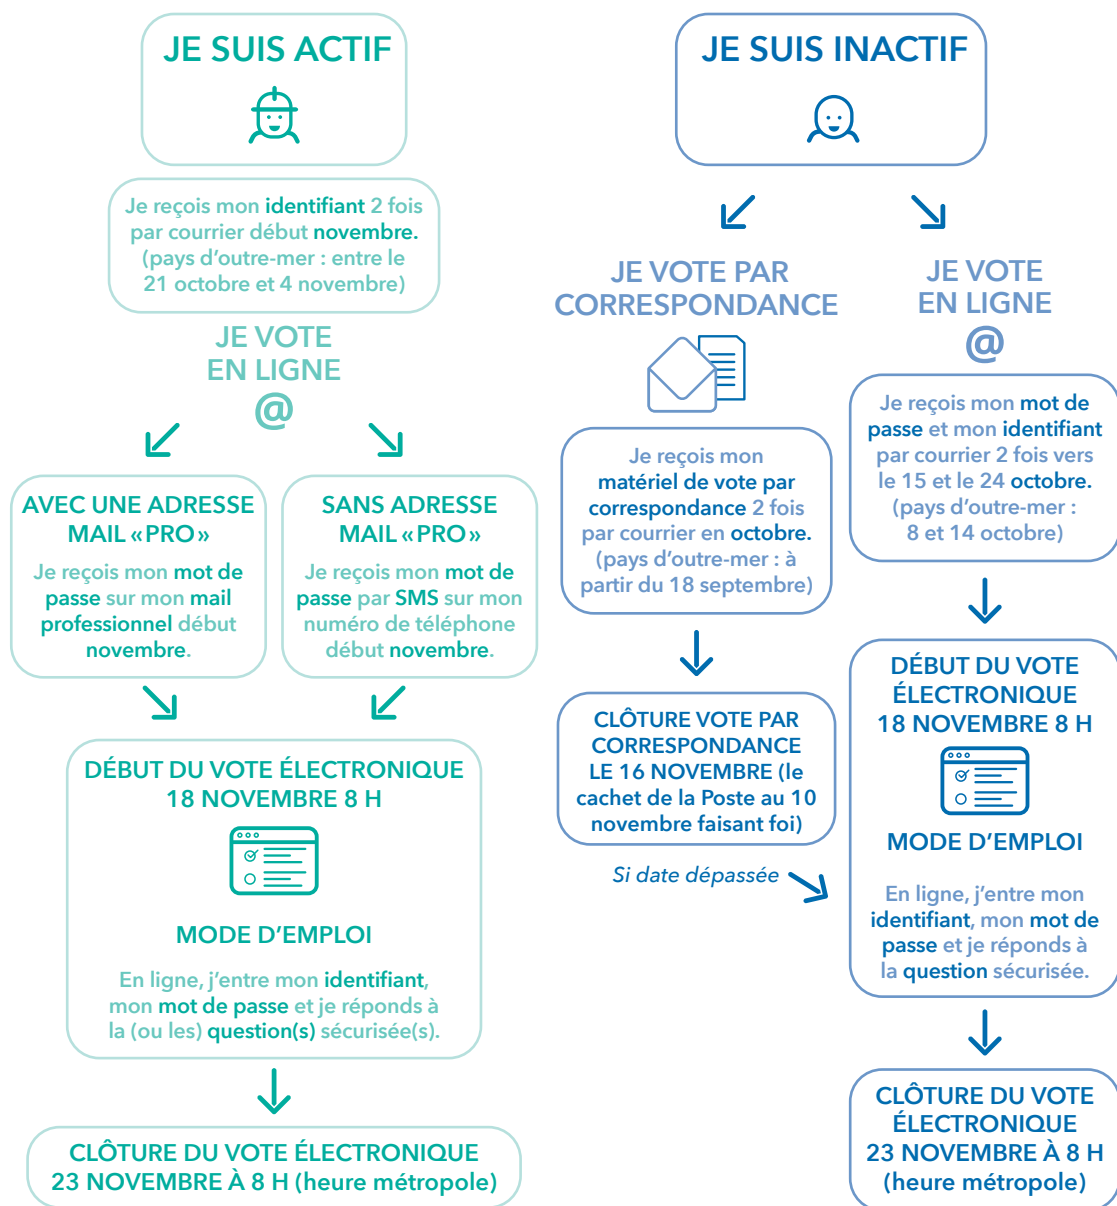 JE SUIS ACTIF
Je reçois mon identifiant 2 fois
par courrier début novembre.
(pays d'outre-mer : entre le
21 octobre et 4 novembre)
JE VOTE
EN LIGNE
@
AVEC UNE ADRESSE
MAIL «PRO»
Je reçois mon mot de
passe sur mon mail
professionnel début
novembre.
SANS ADRESSE
MAIL «PRO»
Je reçois mon mot de
passe par SMS sur mon
numéro de téléphone
début novembre.
DÉBUT DU VOTE ÉLECTRONIQUE
18 NOVEMBRE 8 H
MODE D'EMPLOI
En ligne, j'entre mon identifiant,
mon mot de passe et je réponds à
la (ou les) question(s) sécurisée(s).
CLÔTURE DU VOTE ÉLECTRONIQUE
23 NOVEMBRE À 8 H (heure métropole)
JE SUIS INACTIF
JE VOTE PAR
CORRESPONDANCE
Je reçois mon
matériel de vote par
correspondance 2 fois
par courrier en octobre.
(pays d'outre-mer : à
partir du 18 septembre)
CLÔTURE VOTE PAR
CORRESPONDANCE
LE 16 NOVEMBRE (le
cachet de la Poste au 10
novembre faisant foi)
Si date dépassée
JE VOTE
EN LIGNE
@
Je reçois mon mot de
passe et mon identifiant
par courrier 2 fois vers
le 15 et le 24 octobre.
(pays d'outre-mer :
8 et 14 octobre)
DÉBUT DU VOTE
ÉLECTRONIQUE
18 NOVEMBRE 8 H
MODE D'EMPLOI
En ligne, j'entre mon
identifiant, mon mot de
passe et je réponds à
la question sécurisée.
CLÔTURE DU VOTE
ÉLECTRONIQUE
23 NOVEMBRE À 8 H
(heure métropole)